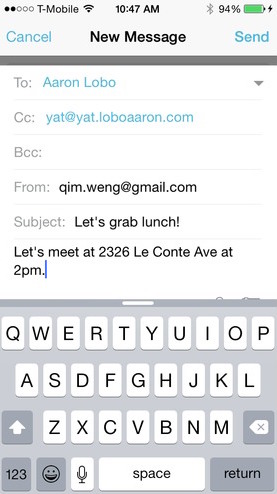 T-Mobile 10:47 AM 94%
Cancel New Message Send
To: Aaron Lobo
Cc: yat@yat.loboaaron.com
Bcc:
From: qim.weng@gmail.com
Subject: Let's grab lunch!
Let's meet at 2326 Le Conte Ave at
2pm.
Q W E R T Y U I O P
A S D F G H J K L
Z X C V B N M
123 space return